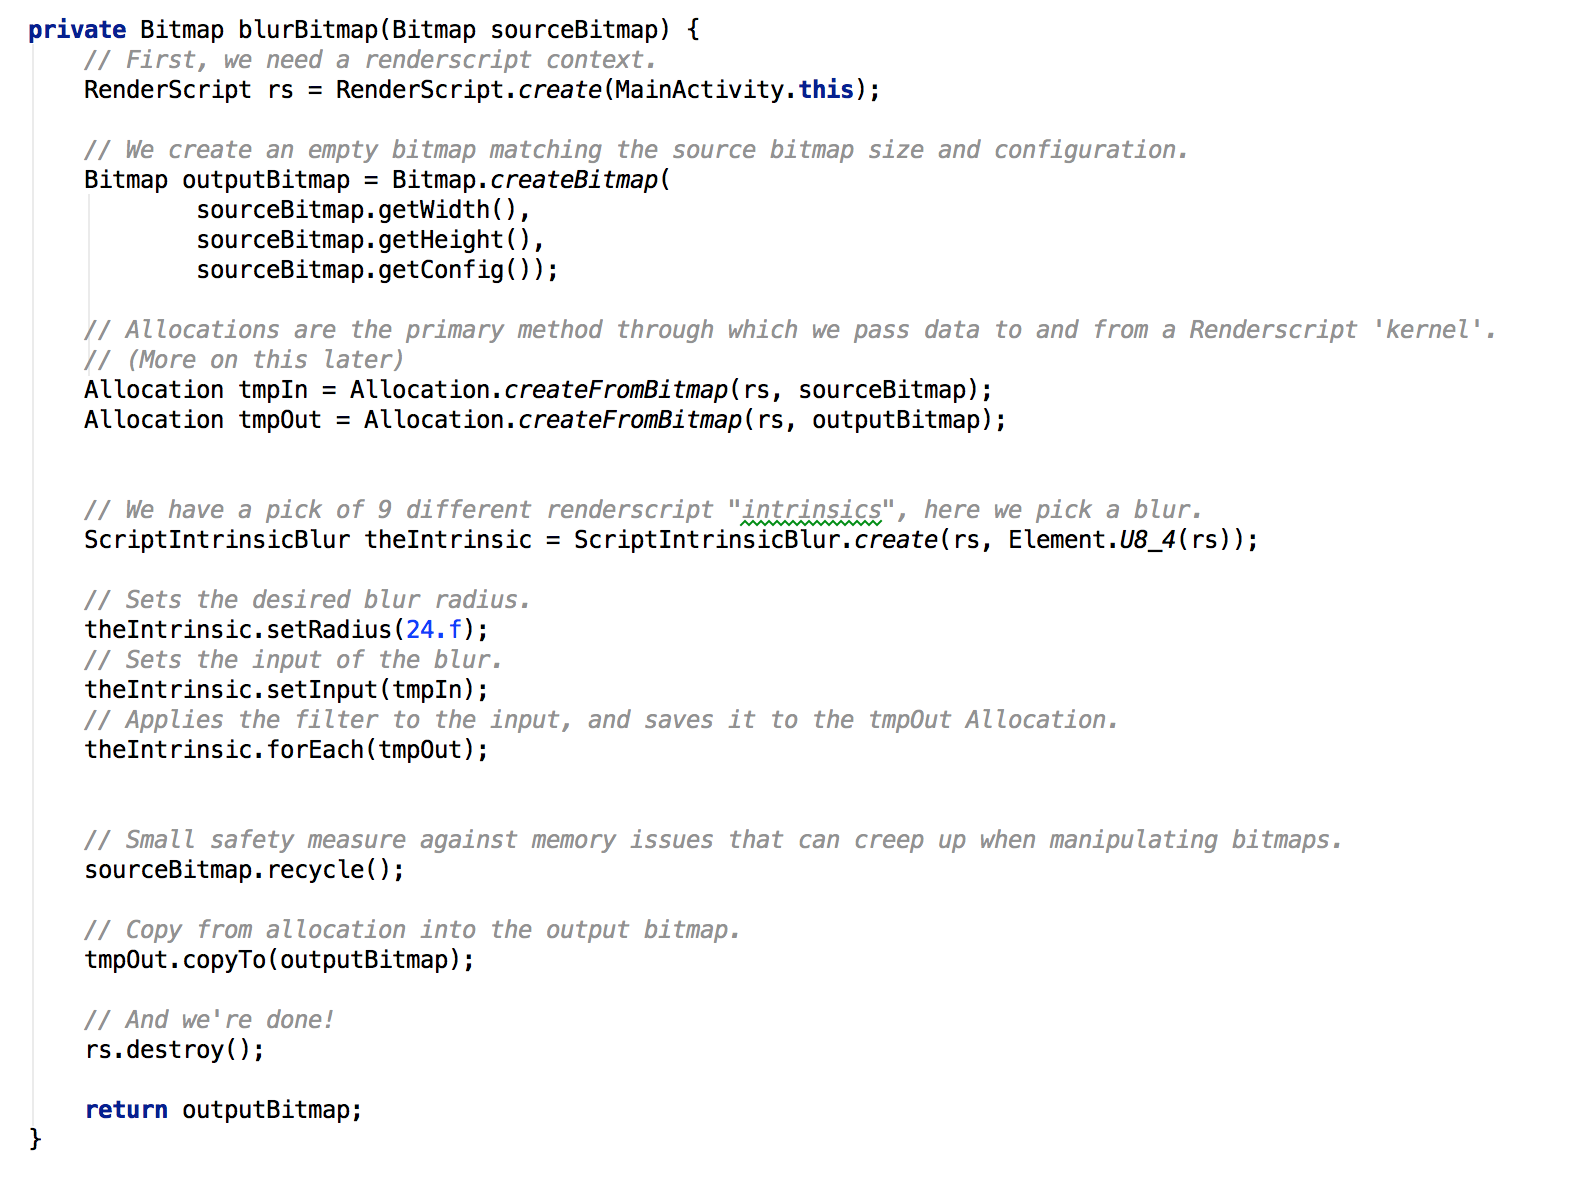 private Bitmap blurBitmap(Bitmap sourceBitmap) {
    // First, we need a renderscript context.
    RenderScript rs = RenderScript.create(MainActivity.this);

    // We create an empty bitmap matching the source bitmap size and configuration.
    Bitmap outputBitmap = Bitmap.createBitmap(
            sourceBitmap.getWidth(),
            sourceBitmap.getHeight(),
            sourceBitmap.getConfig());

    // Allocations are the primary method through which we pass data to and from a Renderscript 'kernel'.
    // (More on this later)
    Allocation tmpIn = Allocation.createFromBitmap(rs, sourceBitmap);
    Allocation tmpOut = Allocation.createFromBitmap(rs, outputBitmap);


    // We have a pick of 9 different renderscript "intrinsics", here we pick a blur.
    ScriptIntrinsicBlur theIntrinsic = ScriptIntrinsicBlur.create(rs, Element.U8_4(rs));

    // Sets the desired blur radius.
    theIntrinsic.setRadius(24.f);
    // Sets the input of the blur.
    theIntrinsic.setInput(tmpIn);
    // Applies the filter to the input, and saves it to the tmpOut Allocation.
    theIntrinsic.forEach(tmpOut);


    // Small safety measure against memory issues that can creep up when manipulating bitmaps.
    sourceBitmap.recycle();

    // Copy from allocation into the output bitmap.
    tmpOut.copyTo(outputBitmap);

    // And we're done!
    rs.destroy();

    return outputBitmap;
}